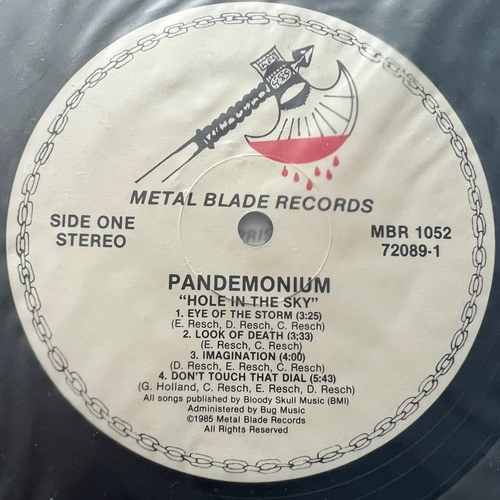 METAL BLADE RECORDS
SIDE ONE
STEREO
MBR 1052
72089-1
PANDEMONIUM
"HOLE IN THE SKY"
1. EYE OF THE STORM (3:25)
(E. Resch, D. Resch, C. Resch)
2. LOOK OF DEATH (3:33)
(E. Resch, C. Resch)
3. IMAGINATION (4:00)
(D. Resch, E. Resch, C. Resch)
4. DON'T TOUCH THAT DIAL (5:43)
(G. Holland, C. Resch, E. Resch, D. Resch)
All songs published by Bloody Skull Music (BMI)
Administered by Bug Music
©1985 Metal Blade Records
All Rights Reserved